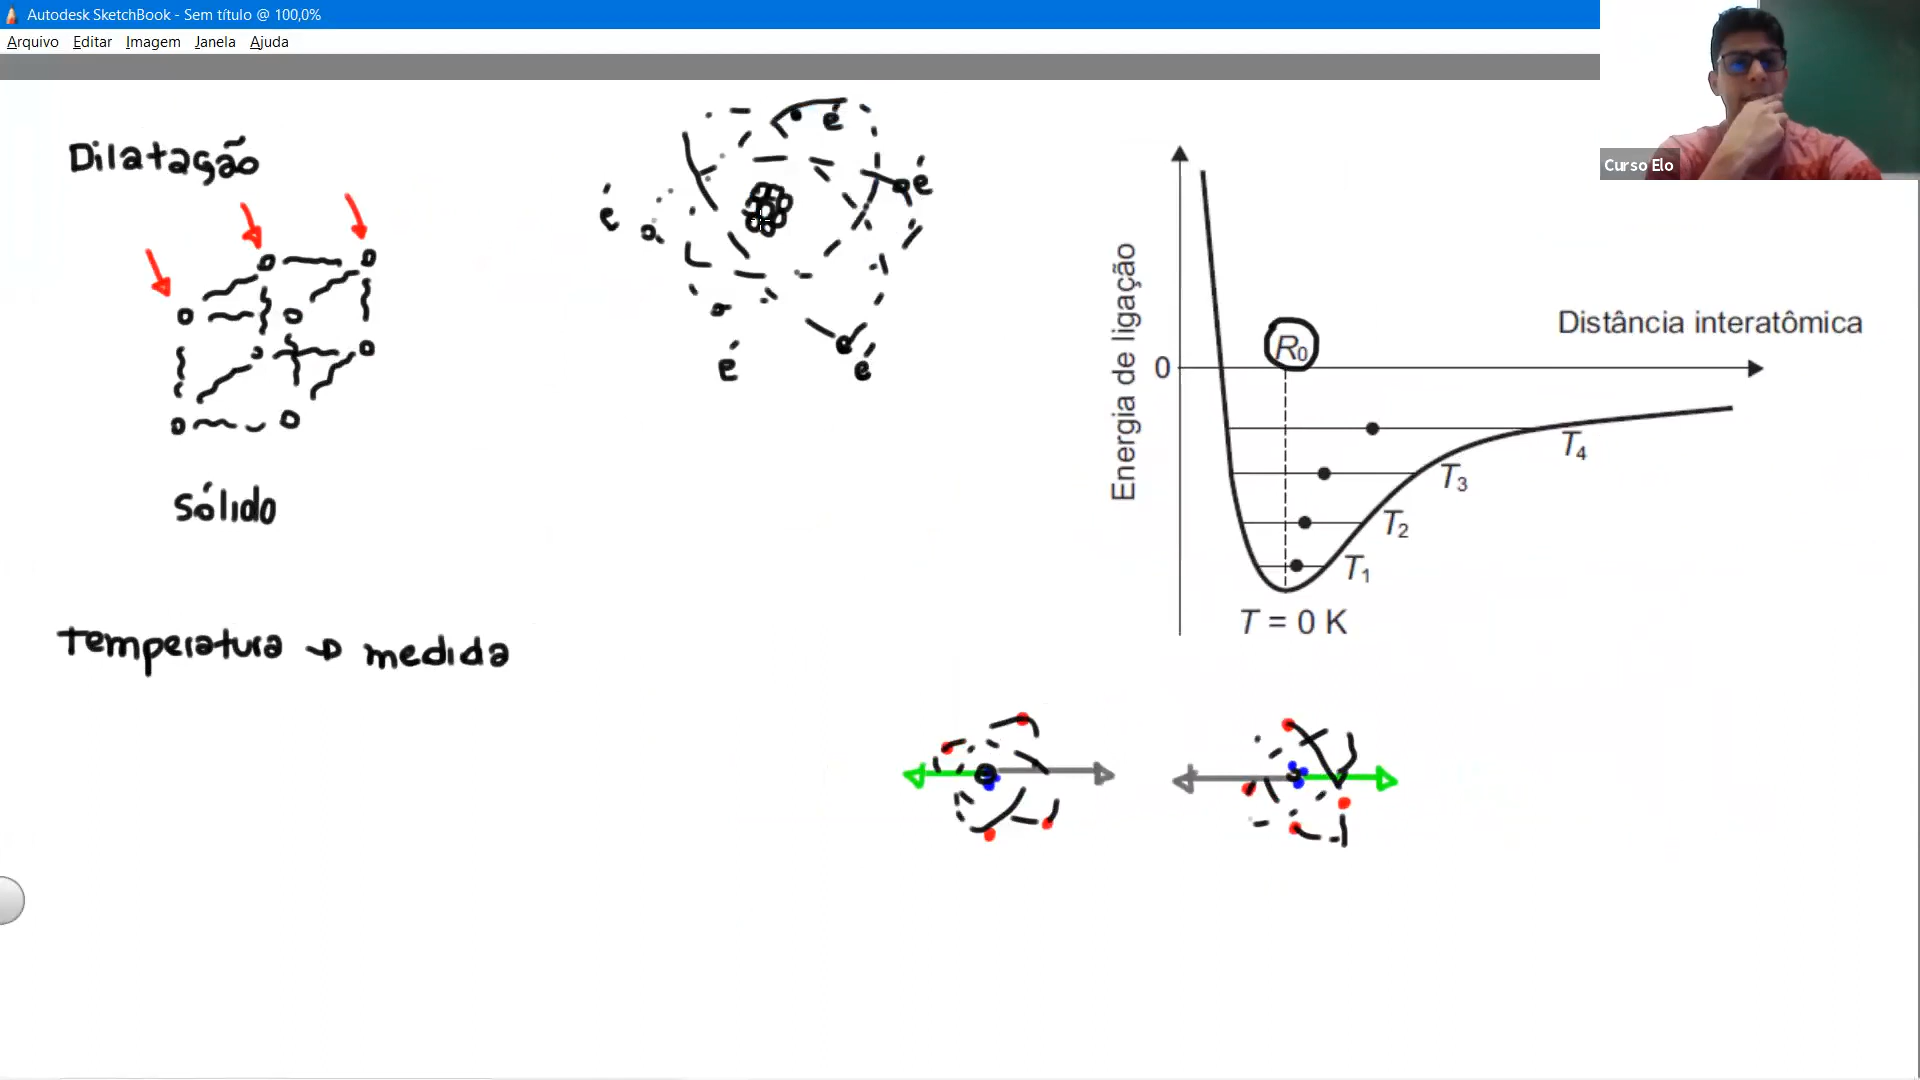 Autodesk SketchBook - Sem título @ 100,0%
Arquivo Editar Imagem Janela Ajuda
Curso Elo
Dilatação
é
é
é
é
é
Sólido
Temperatura → medida
Energia de ligação
0
R0
Distância interatômica
T4
T3
T2
T1
T = 0 K